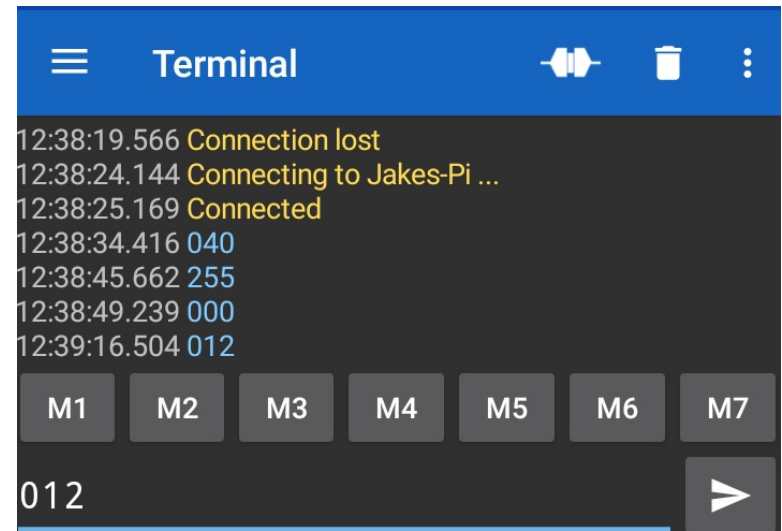 Terminal
12:38:19.566 Connection lost
12:38:24.144 Connecting to Jakes-Pi ...
12:38:25.169 Connected
12:38:34.416 040
12:38:45.662 255
12:38:49.239 000
12:39:16.504 012
M1 M2 M3 M4 M5 M6 M7
012